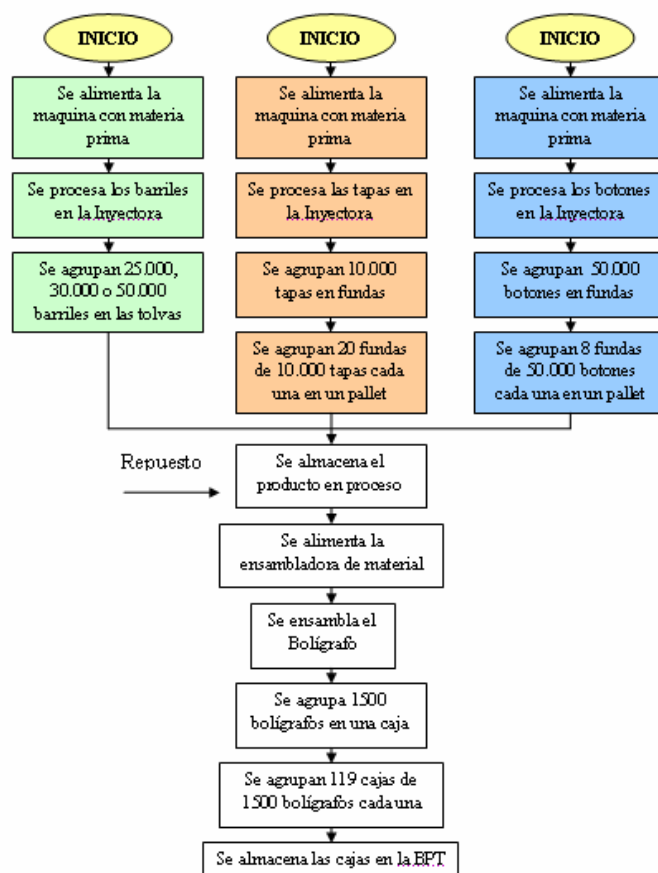 INICIO
Se alimenta la
maquina con materia
prima
Se procesa los barriles
en la Inyectora
Se agrupan 25.000,
30.000 o 50.000
barriles en las tolvas
INICIO
Se alimenta la
maquina con materia
prima
Se procesa las tapas en
la Inyectora
Se agrupan 10.000
tapas en fundas
Se agrupan 20 fundas
de 10.000 tapas cada
una en un pallet
INICIO
Se alimenta la
maquina con materia
prima
Se procesa los botones
en la Inyectora
Se agrupan 50.000
botones en fundas
Se agrupan 8 fundas
de 50.000 botones
cada una en un pallet
Repuesto
Se almacena el
producto en proceso
Se alimenta la
ensambladora de material
Se ensambla el
Bolígrafo
Se agrupa 1500
bolígrafos en una caja
Se agrupan 119 cajas de
1500 bolígrafos cada una
Se almacena las cajas en la BPT